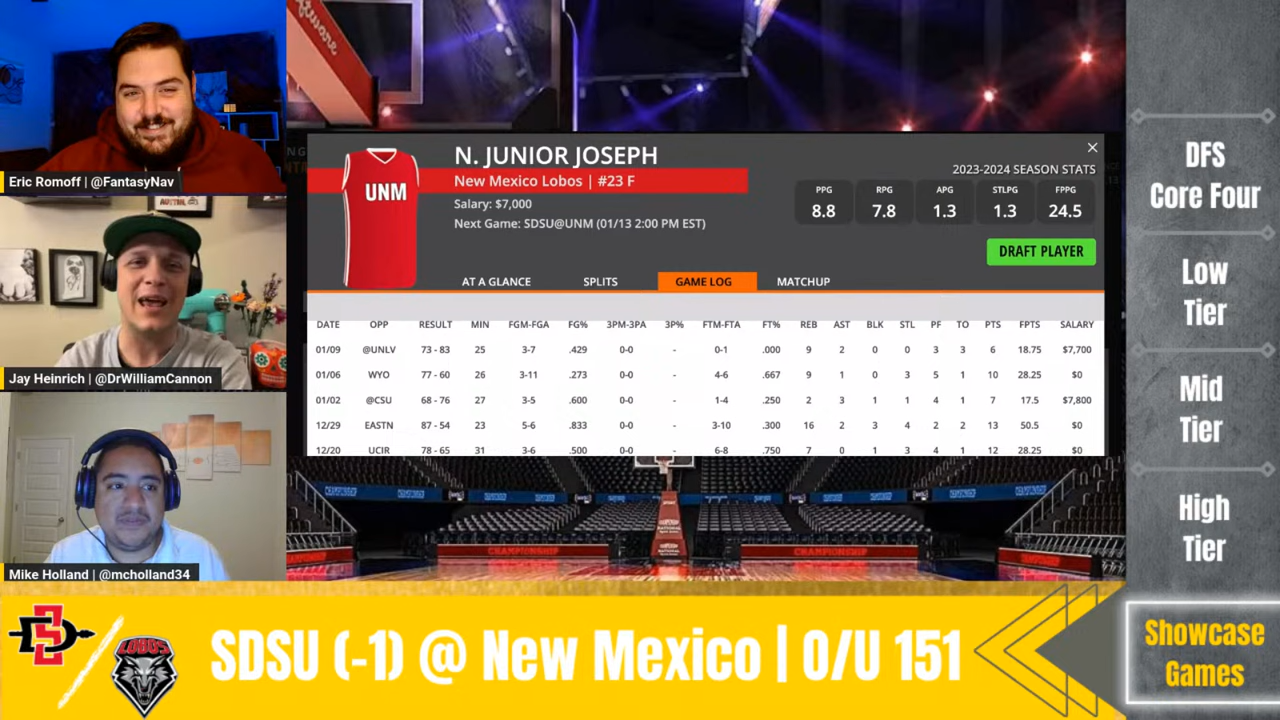 Eric Romoff | @FantasyNav
Jay Heinrich | @DrWilliamCannon
Mike Holland | @mcholland34
UNM
N. JUNIOR JOSEPH
New Mexico Lobos | #23 F
Salary: $7,000
Next Game: SDSU@UNM (01/13 2:00 PM EST)
2023-2024 SEASON STATS
PPG RPG APG STLPG FPPG
8.8 7.8 1.3 1.3 24.5
DRAFT PLAYER
AT A GLANCE SPLITS GAME LOG MATCHUP
DATE OPP RESULT MIN FGM-FGA FG% 3PM-3PA 3P% FTM-FTA FT% REB AST BLK STL PF TO PTS FPTS SALARY
01/09 @UNLV 73 - 83 25 3-7 .429 0-0 - 0-1 .000 9 2 0 0 3 3 6 18.75 $7,700
01/06 WYO 77 - 60 26 3-11 .273 0-0 - 4-6 .667 9 1 0 3 5 1 10 28.25 $0
01/02 @CSU 68 - 76 27 3-5 .600 0-0 - 1-4 .250 2 3 1 1 4 1 7 17.5 $7,800
12/29 EASTN 87 - 54 23 5-6 .833 0-0 - 3-10 .300 16 2 3 4 2 2 13 50.5 $0
12/20 UCIR 78 - 65 31 3-6 .500 0-0 - 6-8 .750 7 0 1 3 4 1 12 28.25 $0
CHAMPIONSHIP
CHAMPIONSHIP
DFS
Core Four
Low
Tier
Mid
Tier
High
Tier
Showcase
Games
LOBOS
SDSU (-1) @ New Mexico | O/U 151